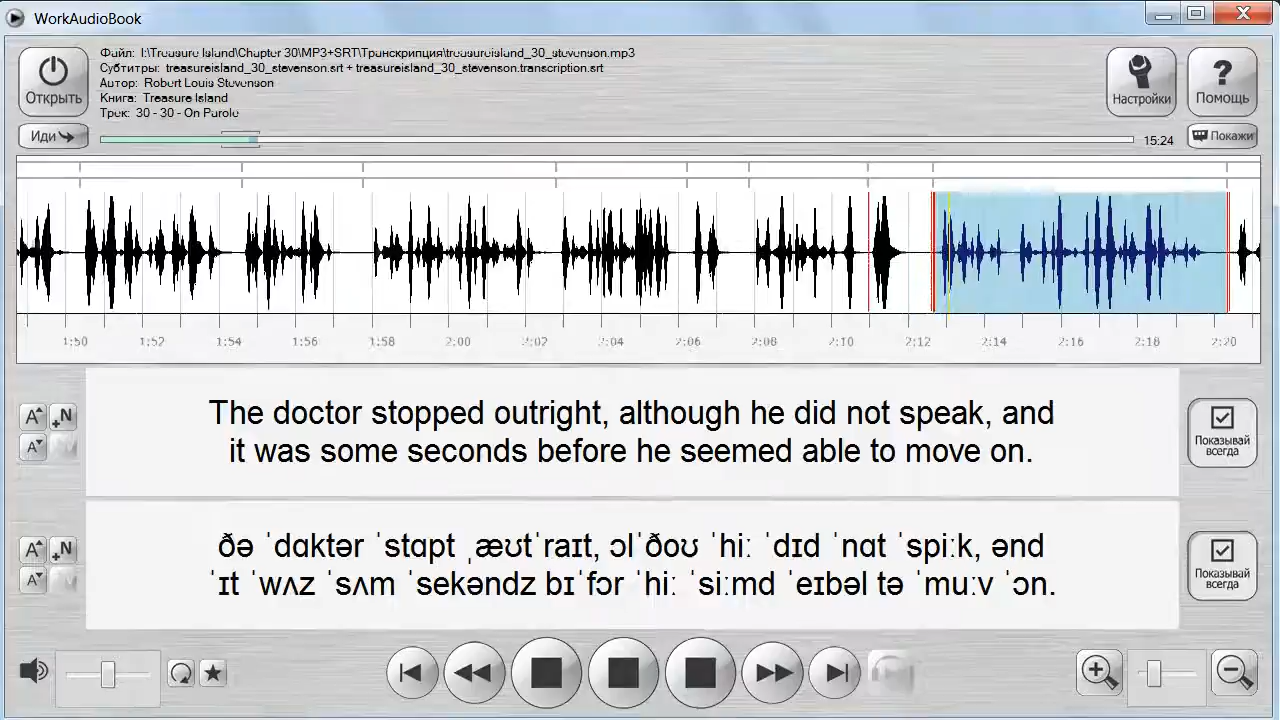 WorkAudioBook
Файл: I:\Treasure Island\Chapter 30\MP3+SRT\Транскрипция\treasureisland_30_stevenson.mp3
Субтитры: treasureisland_30_stevenson.srt + treasureisland_30_stevenson.transcription.srt
Автор: Robert Louis Stevenson
Книга: Treasure Island
Трек: 30 - 30 - On Parole
Открыть
Настройки
Помощь
Иди
15:24
Покажи
1:50 1:52 1:54 1:56 1:58 2:00 2:02 2:04 2:06 2:08 2:10 2:12 2:14 2:16 2:18 2:20
A N
A
The doctor stopped outright, although he did not speak, and
it was some seconds before he seemed able to move on.
Показывай
всегда
A N
A
ðə ˈdɑktər ˈstɑpt ˌæʊtˈraɪt, ɔlˈðoʊ ˈhiː ˈdɪd ˈnɑt ˈspiːk, ənd
ˈɪt ˈwʌz ˈsʌm ˈsekəndz bɪˈfɔr ˈhiː ˈsiːmd ˈeɪbəl tə ˈmuːv ˈɔn.
Показывай
всегда